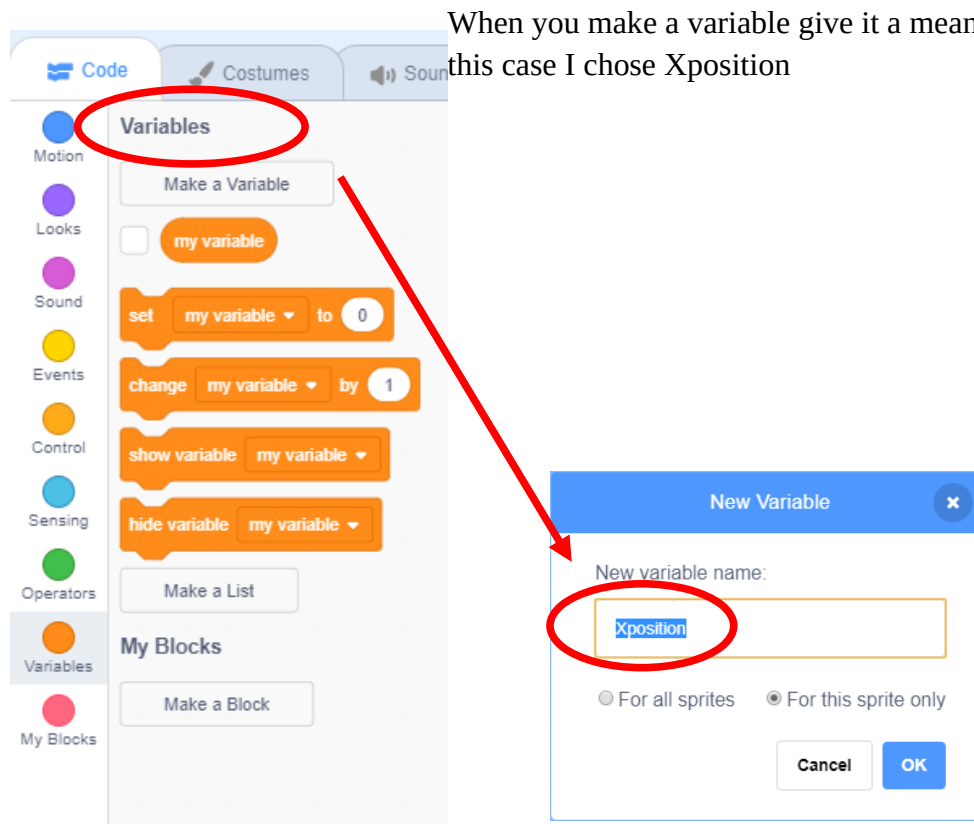 When you make a variable give it a mean
this case I chose Xposition
Code Costumes Soun
Motion
Looks
Sound
Events
Control
Sensing
Operators
Variables
My Blocks
Variables
Make a Variable
my variable
set my variable to 0
change my variable by 1
show variable my variable
hide variable my variable
Make a List
My Blocks
Make a Block
New Variable
New variable name:
Xposition
For all sprites For this sprite only
Cancel OK